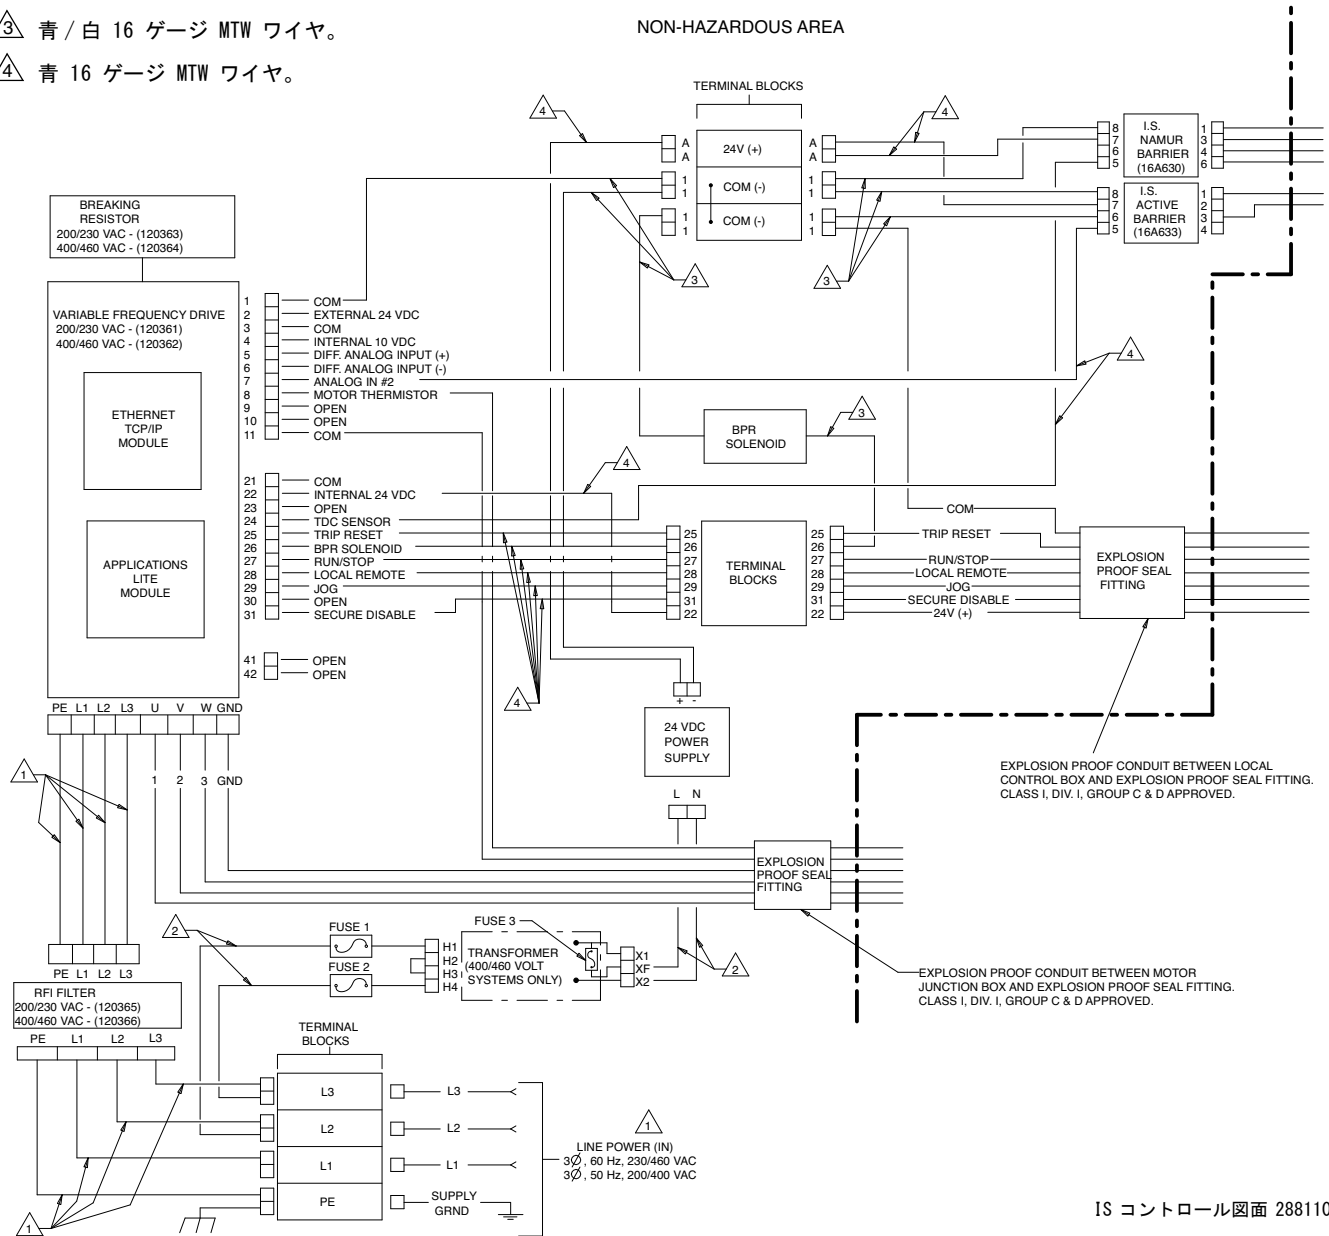 3 青/白 16 ゲージ MTW ワイヤ。
4 青 16 ゲージ MTW ワイヤ。
NON-HAZARDOUS AREA
TERMINAL BLOCKS
4
4
A
A
24V (+)
A
A
1
1
COM (-)
1
1
1
1
COM (-)
1
1
8
7
6
5
I.S.
NAMUR
BARRIER
(16A630)
1
3
4
6
8
7
6
5
I.S.
ACTIVE
BARRIER
(16A633)
1
2
3
4
3
3
BREAKING
RESISTOR
200/230 VAC - (120363)
400/460 VAC - (120364)
VARIABLE FREQUENCY DRIVE
200/230 VAC - (120361)
400/460 VAC - (120362)
ETHERNET
TCP/IP
MODULE
APPLICATIONS
LITE
MODULE
1 COM
2 EXTERNAL 24 VDC
3 COM
4 INTERNAL 10 VDC
5 DIFF. ANALOG INPUT (+)
6 DIFF. ANALOG INPUT (-)
7 ANALOG IN #2
8 MOTOR THERMISTOR
9 OPEN
10 OPEN
11 COM
4
3
BPR
SOLENOID
4
21 COM
22 INTERNAL 24 VDC
23 OPEN
24 TDC SENSOR
25 TRIP RESET
26 BPR SOLENOID
27 RUN/STOP
28 LOCAL REMOTE
29 JOG
30 OPEN
31 SECURE DISABLE
41 OPEN
42 OPEN
25
26
27
28
29
31
22
TERMINAL
BLOCKS
25
26
27
28
29
31
22
COM
TRIP RESET
RUN/STOP
LOCAL REMOTE
JOG
SECURE DISABLE
24V (+)
EXPLOSION
PROOF SEAL
FITTING
4
+ -
24 VDC
POWER
SUPPLY
L N
PE L1 L2 L3 U V W GND
1
1 2 3 GND
EXPLOSION PROOF CONDUIT BETWEEN LOCAL
CONTROL BOX AND EXPLOSION PROOF SEAL FITTING.
CLASS I, DIV. I, GROUP C & D APPROVED.
EXPLOSION
PROOF SEAL
FITTING
2
FUSE 1
FUSE 2
FUSE 3
H1
H2
H3
H4
TRANSFORMER
(400/460 VOLT
SYSTEMS ONLY)
X1
XF
X2
2
EXPLOSION PROOF CONDUIT BETWEEN MOTOR
JUNCTION BOX AND EXPLOSION PROOF SEAL FITTING.
CLASS I, DIV. I, GROUP C & D APPROVED.
PE L1 L2 L3
RFI FILTER
200/230 VAC - (120365)
400/460 VAC - (120366)
PE L1 L2 L3
TERMINAL
BLOCKS
L3 L3
L2 L2
L1 L1
PE SUPPLY
GRND
1
LINE POWER (IN)
3Ø, 60 Hz, 230/460 VAC
3Ø, 50 Hz, 200/400 VAC
1
IS コントロール図面 288110